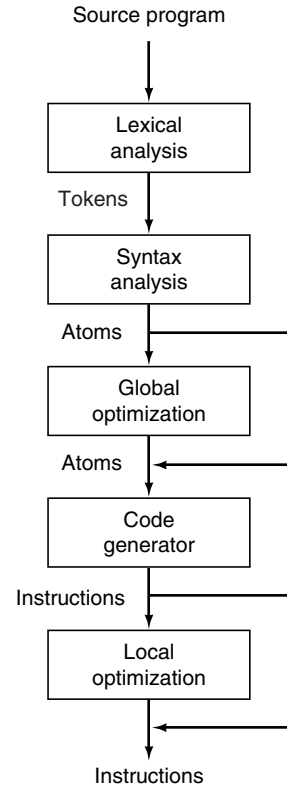 Source program
Lexical
analysis
Tokens
Syntax
analysis
Atoms
Global
optimization
Atoms
Code
generator
Instructions
Local
optimization
Instructions